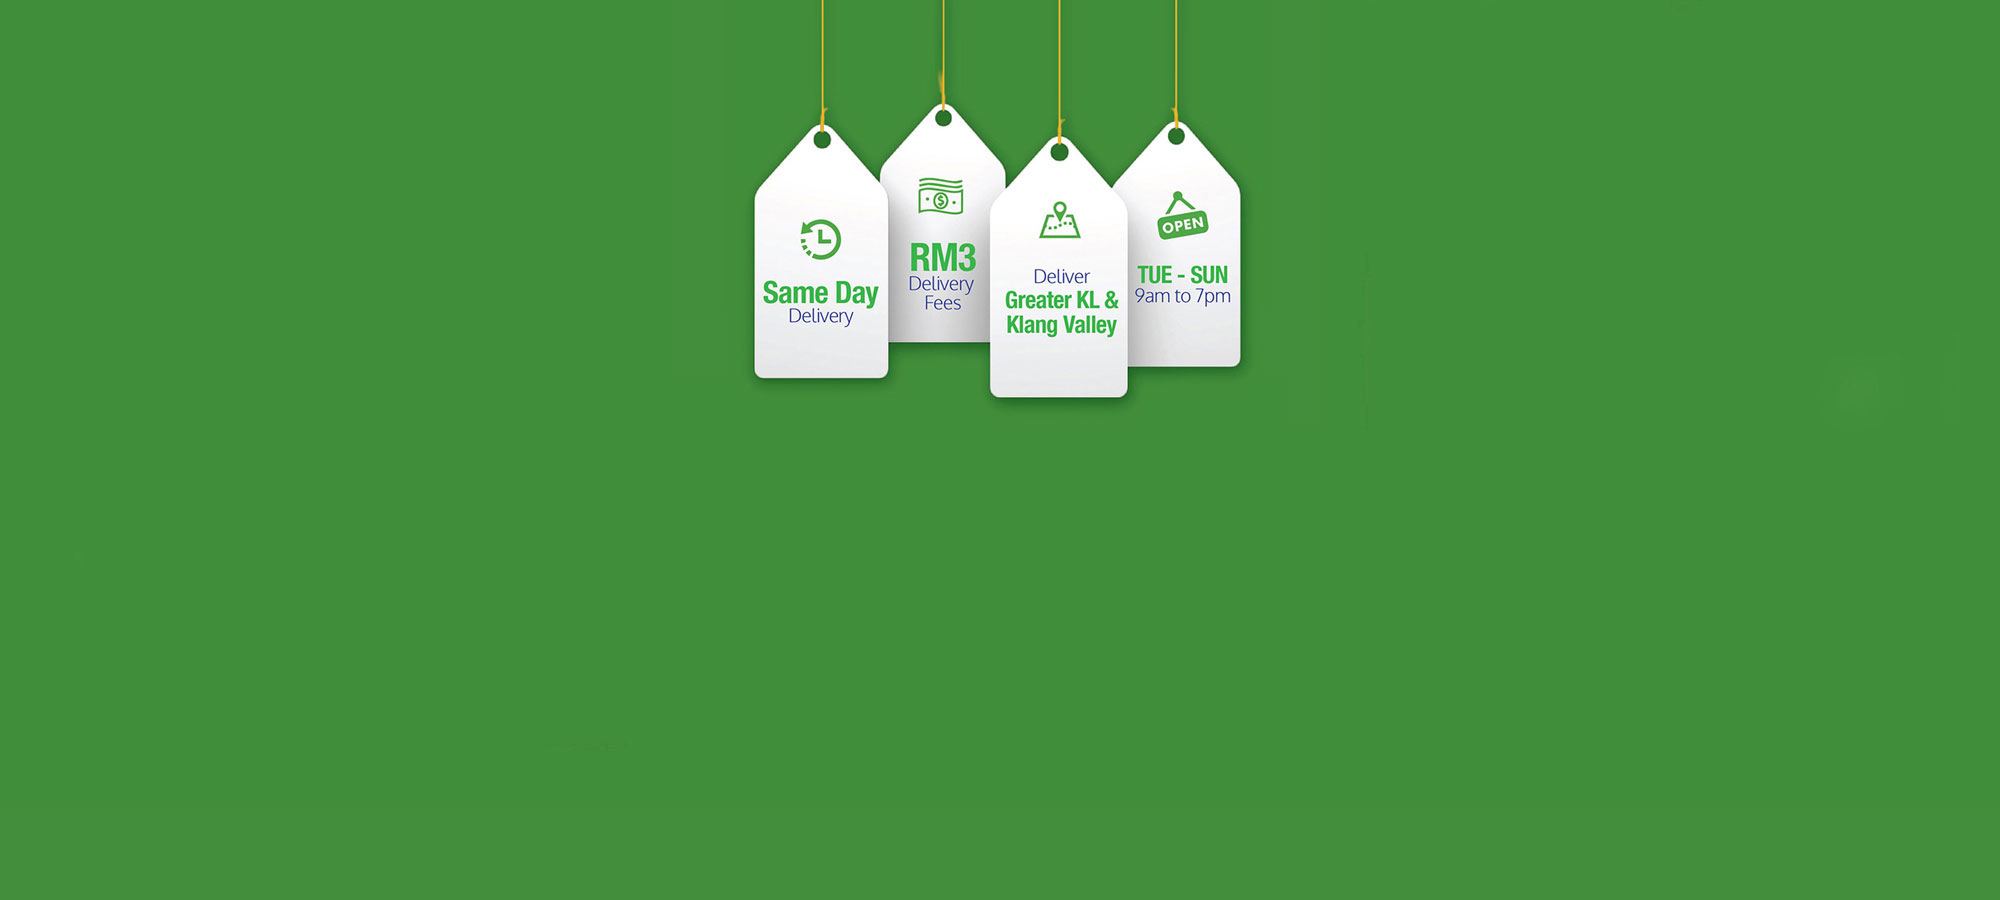 Same Day
Delivery
RM3
Delivery
Fees
Deliver
Greater KL &
Klang Valley
OPEN
TUE - SUN
9am to 7pm